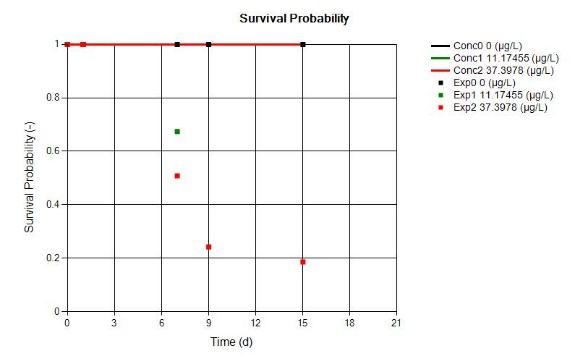 Survival Probability
1
0.8
0.6
0.4
0.2
0
Survival Probability (-)
0 3 6 9 12 15 18 21
Time (d)
Conc0 0 (µg/L)
Conc1 11.17455 (µg/L)
Conc2 37.3978 (µg/L)
Exp0 0 (µg/L)
Exp1 11.17455 (µg/L)
Exp2 37.3978 (µg/L)